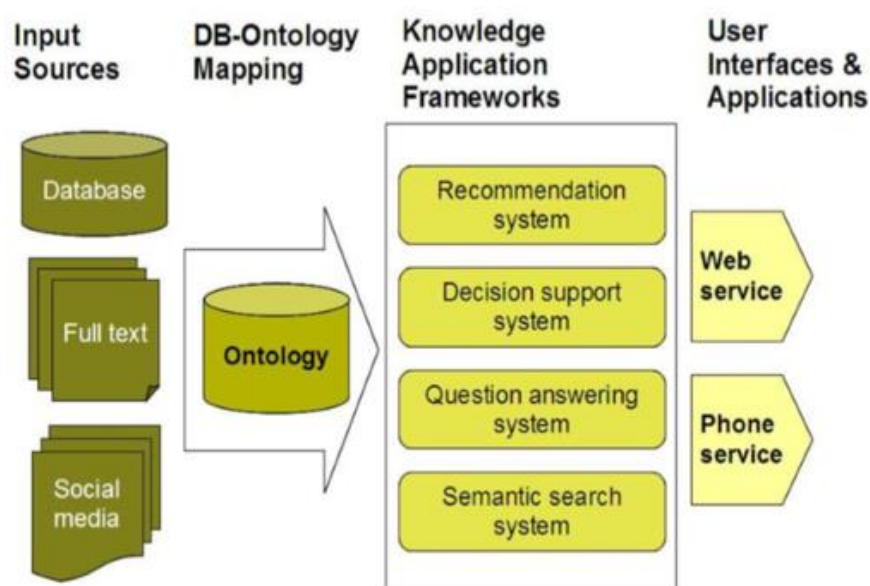 Input
Sources
DB-Ontology
Mapping
Knowledge
Application
Frameworks
User
Interfaces &
Applications
Database
Full text
Social
media
Ontology
Recommendation
system
Decision support
system
Question answering
system
Semantic search
system
Web
service
Phone
service